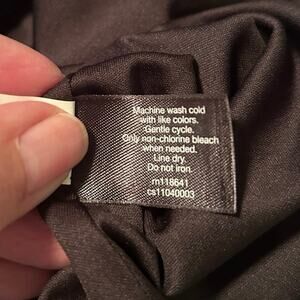 Machine wash cold
with like colors.
Gentle cycle.
Only non-chlorine bleach
when needed.
Line dry.
Do not iron.
m118641
cs11040003